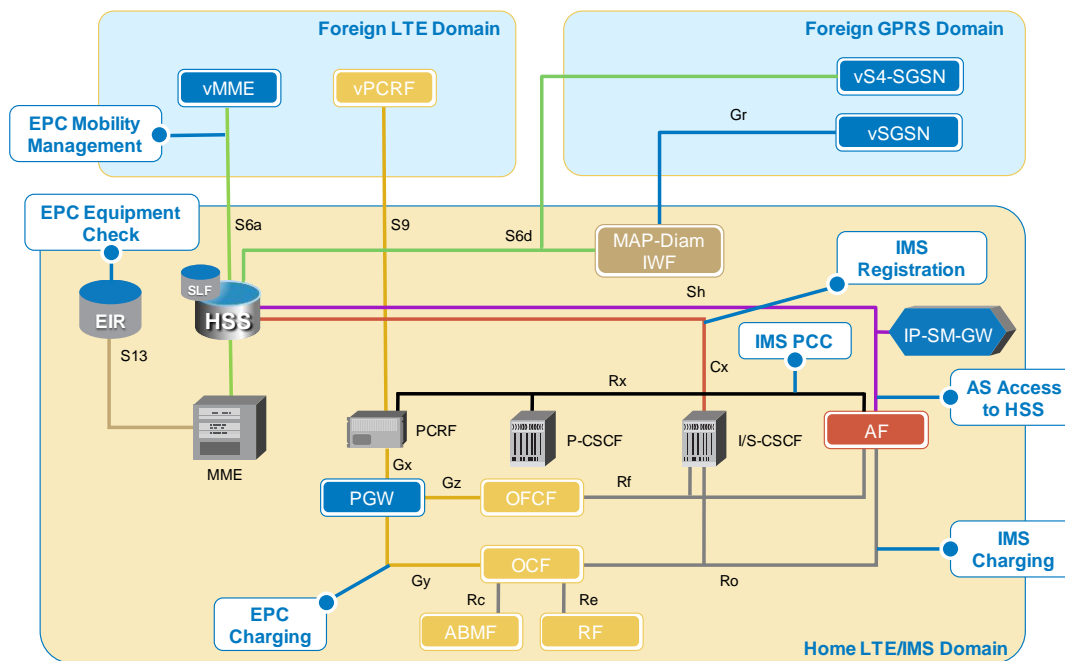 Foreign LTE Domain
Foreign GPRS Domain
vMME
vPCRF
vS4-SGSN
EPC Mobility
Management
Gr
vSGSN
EPC Equipment
Check
S6a
S9
S6d
MAP-Diam
IWF
IMS
Registration
SLF
Sh
EIR
HSS
IP-SM-GW
IMS PCC
S13
Rx
Cx
AS Access
to HSS
PCRF
P-CSCF
I/S-CSCF
AF
MME
Gx
Gz
Rf
PGW
OFCF
IMS
Charging
OCF
Gy
Ro
Rc
Re
EPC
Charging
ABMF
RF
Home LTE/IMS Domain